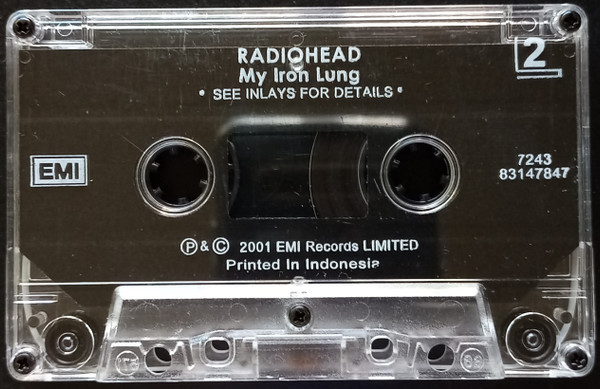 RADIOHEAD
My Iron Lung
• SEE INLAYS FOR DETAILS •
2
EMI
7243
83147847
Ⓟ & © 2001 EMI Records LIMITED
Printed In Indonesia